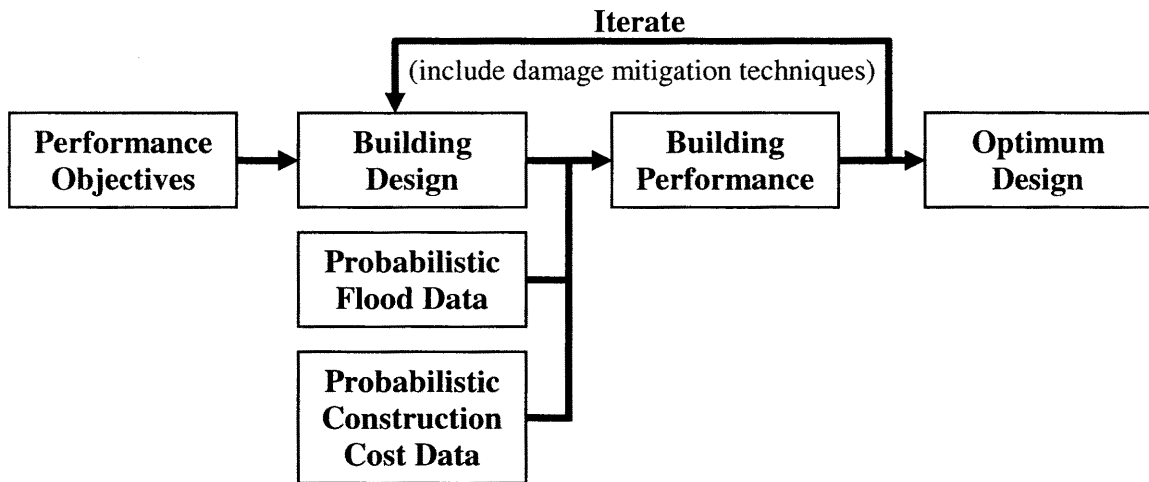 Iterate
(include damage mitigation techniques)
Performance
Objectives
Building
Design
Building
Performance
Optimum
Design
Probabilistic
Flood Data
Probabilistic
Construction
Cost Data